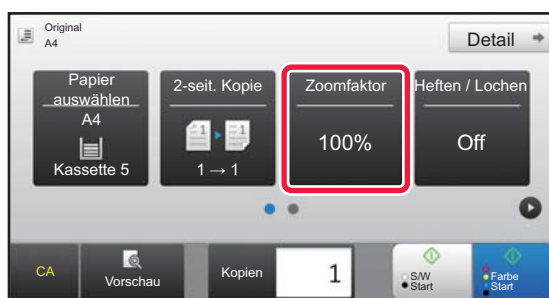 Original
A4
Detail
Papier
auswählen
A4
Kassette 5
2-seit. Kopie
1 → 1
Zoomfaktor
100%
Heften / Lochen
Off
CA
Vorschau
Kopien
1
S/W
Start
Farbe
Start